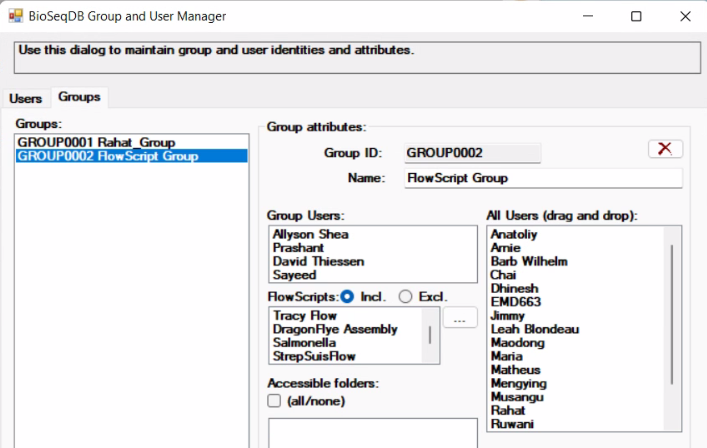 BioSeqDB Group and User Manager
Use this dialog to maintain group and user identities and attributes.
Users
Groups
Groups:
GROUP0001 Rahat_Group
GROUP0002 FlowScript Group
Group attributes:
Group ID: GROUP0002
Name: FlowScript Group
Group Users:
Allyson Shea
Prashant
David Thiessen
Sayeed
FlowScripts: Incl. Excl.
Tracy Flow
DragonFlye Assembly
Salmonella
StrepSuisFlow
...
Accessible folders:
(all/none)
All Users (drag and drop):
Anatoliy
Arnie
Barb Wilhelm
Chai
Dhinesh
EMD663
Jimmy
Leah Blondeau
Maodong
Maria
Matheus
Mengying
Musangu
Rahat
Ruwani